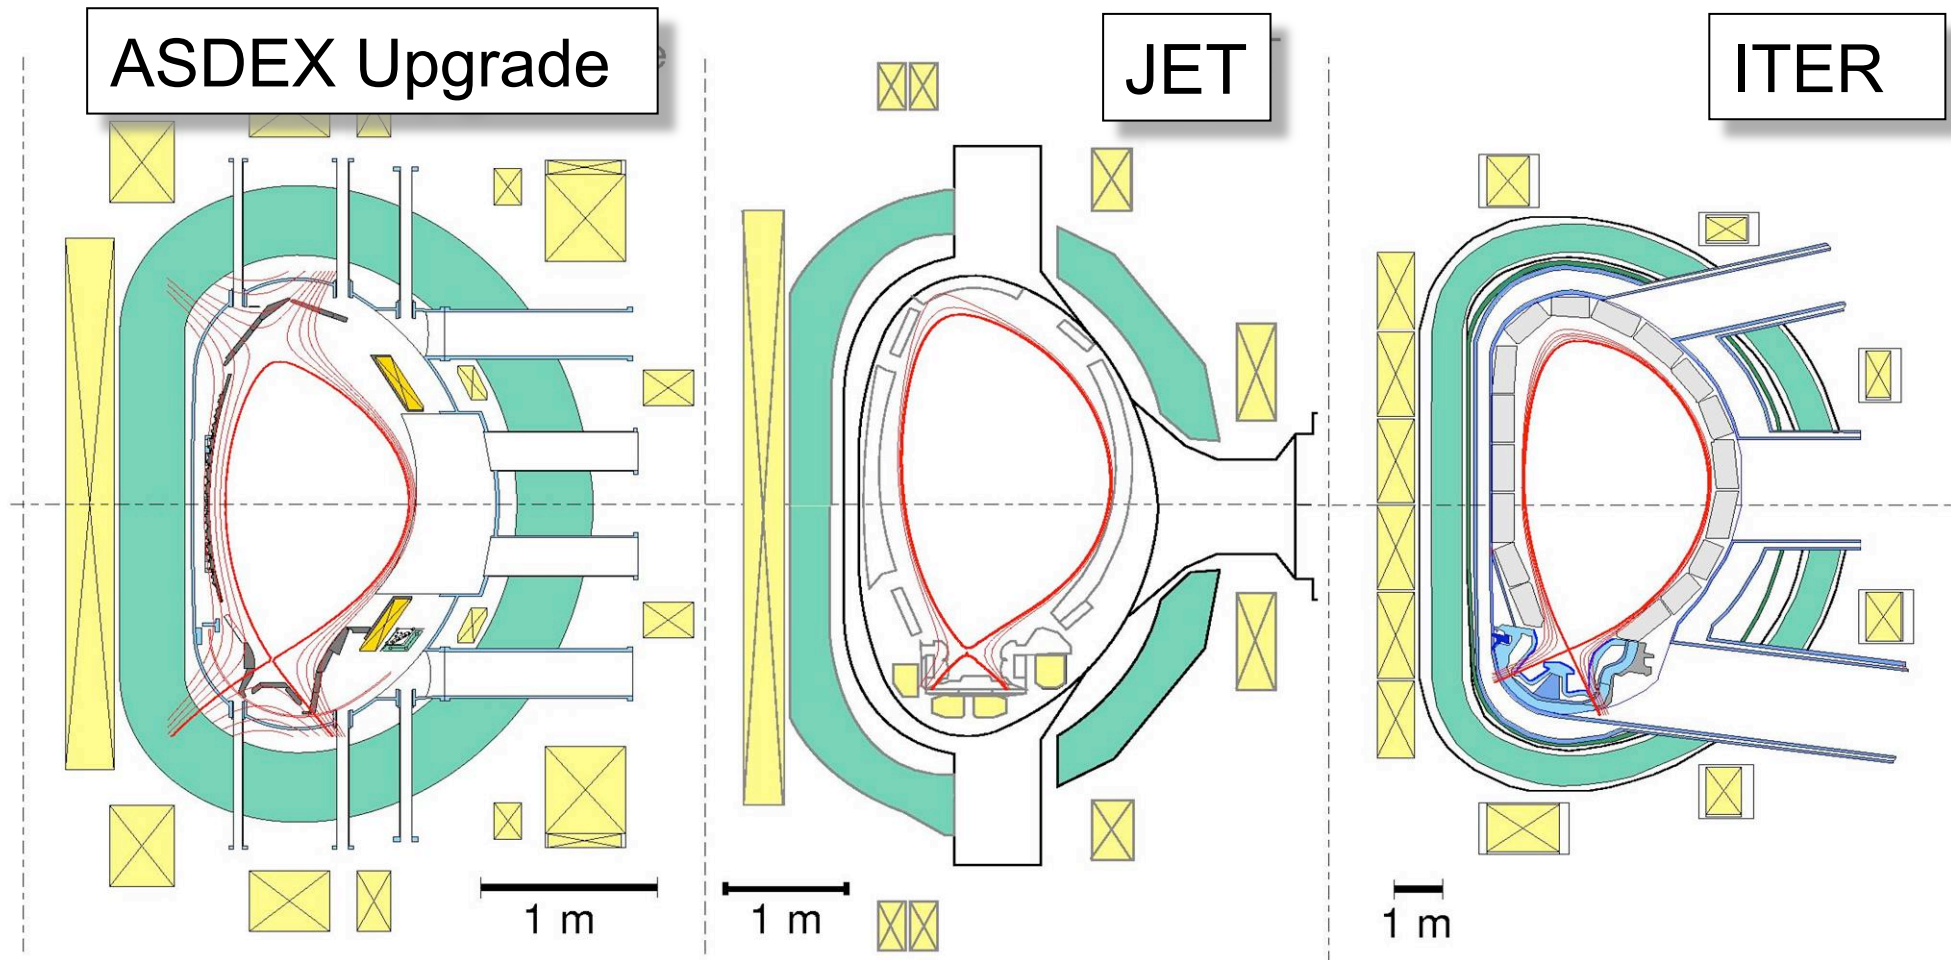 ASDEX Upgrade
JET
ITER
1 m
1 m
1 m